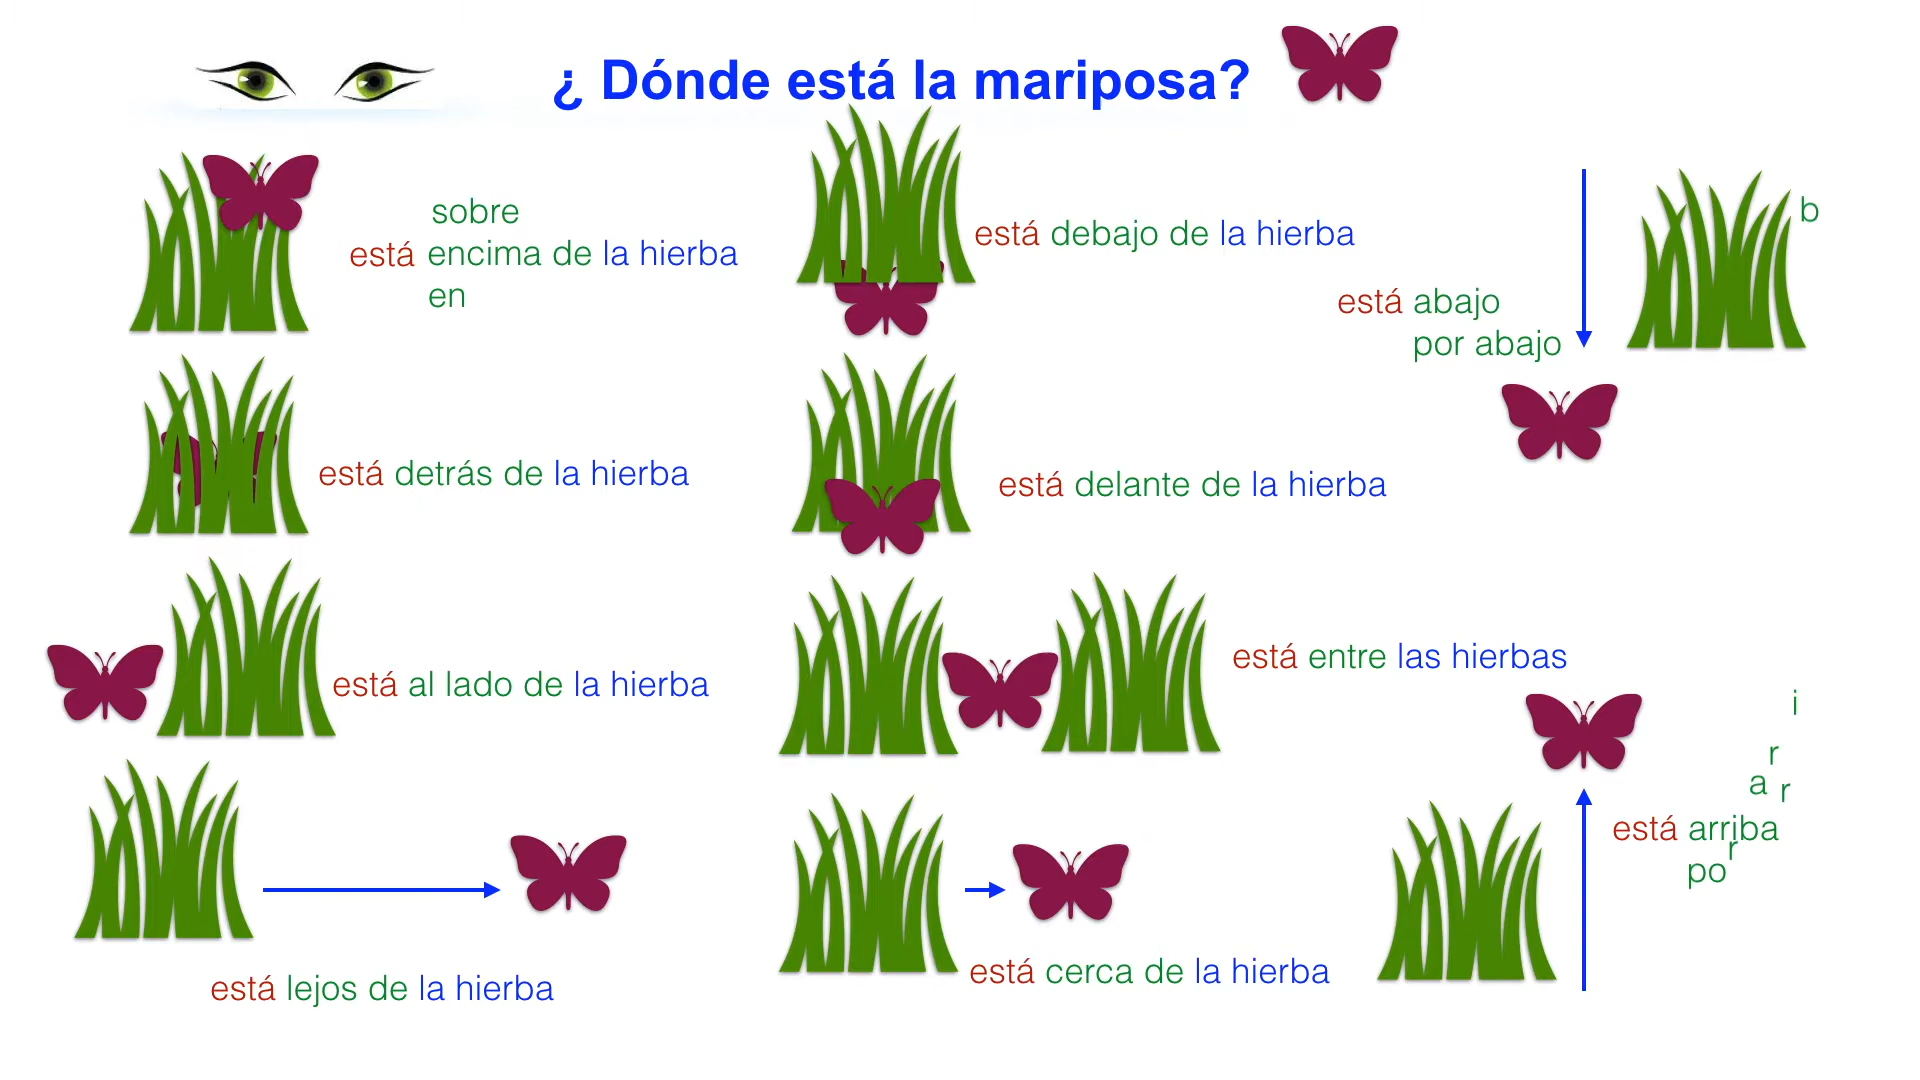 ¿ Dónde está la mariposa?
sobre
está encima de la hierba
en
está debajo de la hierba
b
está abajo
por abajo
está detrás de la hierba
está delante de la hierba
está al lado de la hierba
está entre las hierbas
i
r
a r
está arriba
r
po
está lejos de la hierba
está cerca de la hierba